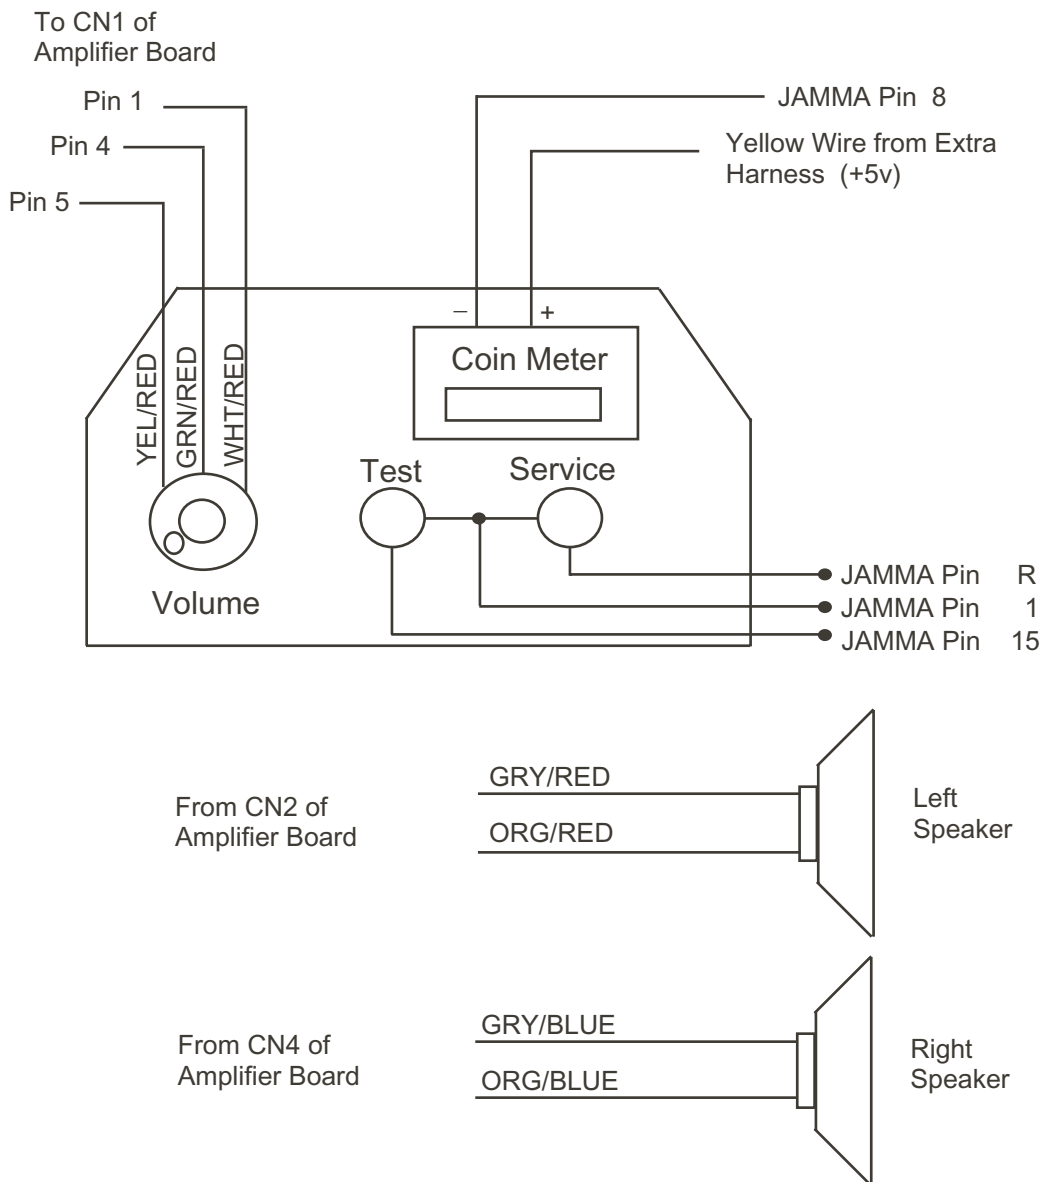 To CN1 of
Amplifier Board
Pin 1
Pin 4
Pin 5
JAMMA Pin 8
Yellow Wire from Extra
Harness (+5v)
– +
Coin Meter
YEL/RED
GRN/RED
WHT/RED
Test
Service
Volume
JAMMA Pin R
JAMMA Pin 1
JAMMA Pin 15
From CN2 of
Amplifier Board
GRY/RED
ORG/RED
Left
Speaker
From CN4 of
Amplifier Board
GRY/BLUE
ORG/BLUE
Right
Speaker